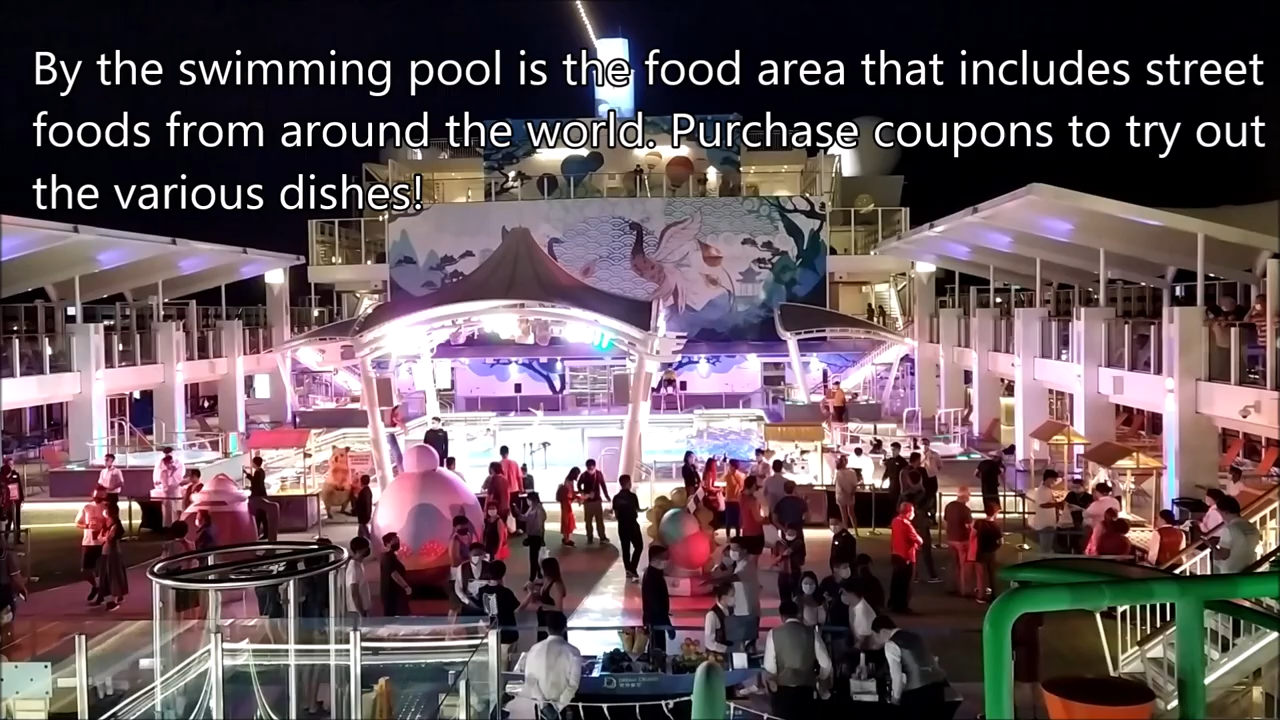 By the swimming pool is the food area that includes street
foods from around the world. Purchase coupons to try out
the various dishes!